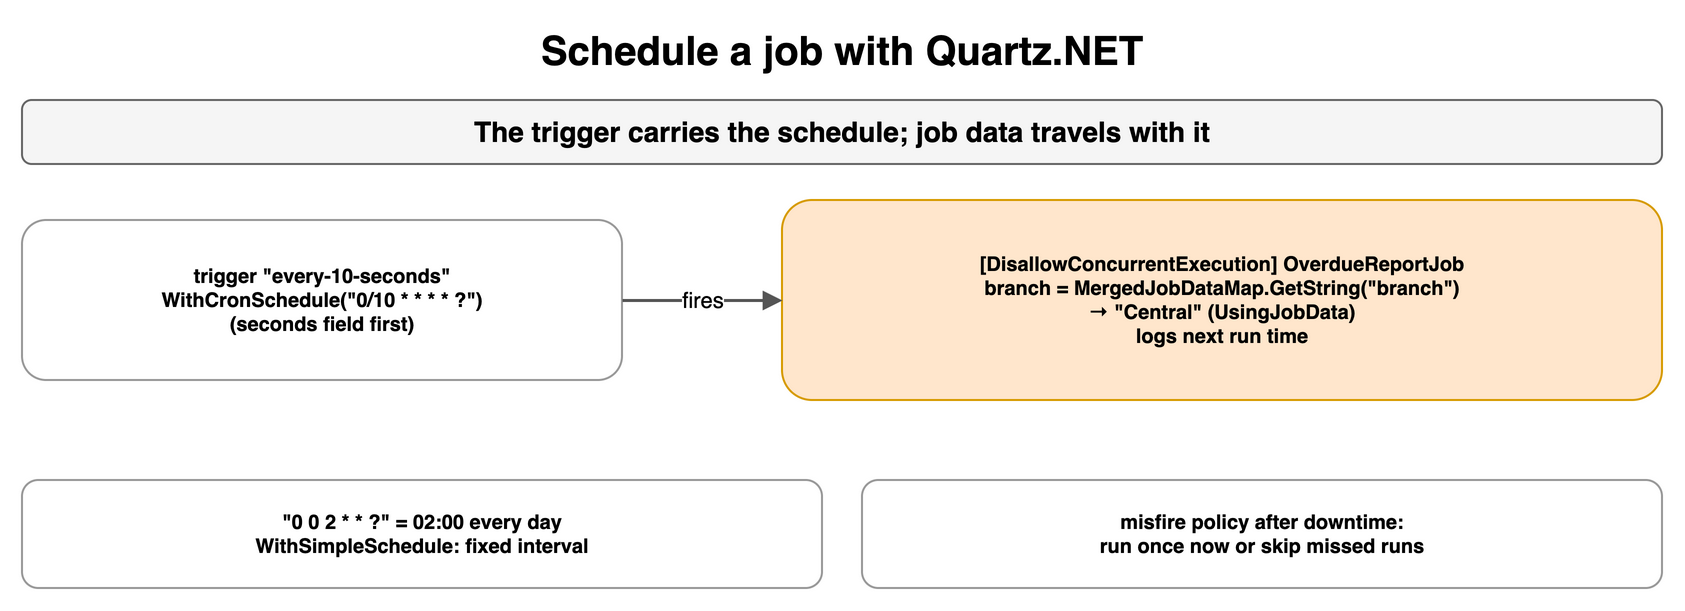 Schedule a job with Quartz.NET
The trigger carries the schedule; job data travels with it
trigger "every-10-seconds"
WithCronSchedule("0/10 * * * * ?")
(seconds field first)
fires
[DisallowConcurrentExecution] OverdueReportJob
branch = MergedJobDataMap.GetString("branch")
→ "Central" (UsingJobData)
logs next run time
"0 0 2 * * ?" = 02:00 every day
WithSimpleSchedule: fixed interval
misfire policy after downtime:
run once now or skip missed runs